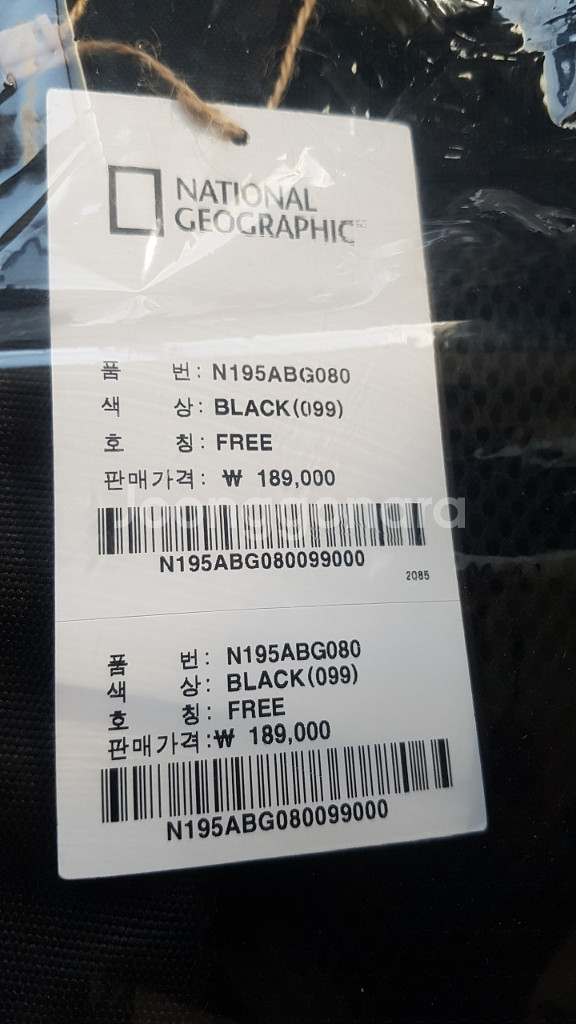 NATIONAL
GEOGRAPHIC
품 번: N195ABG080
색 상: BLACK(099)
호 칭: FREE
판매가격: ₩ 189,000
Joonggonara
N195ABG080099000
2085
품 번: N195ABG080
색 상: BLACK(099)
호 칭: FREE
판매가격:₩ 189,000
N195ABG080099000